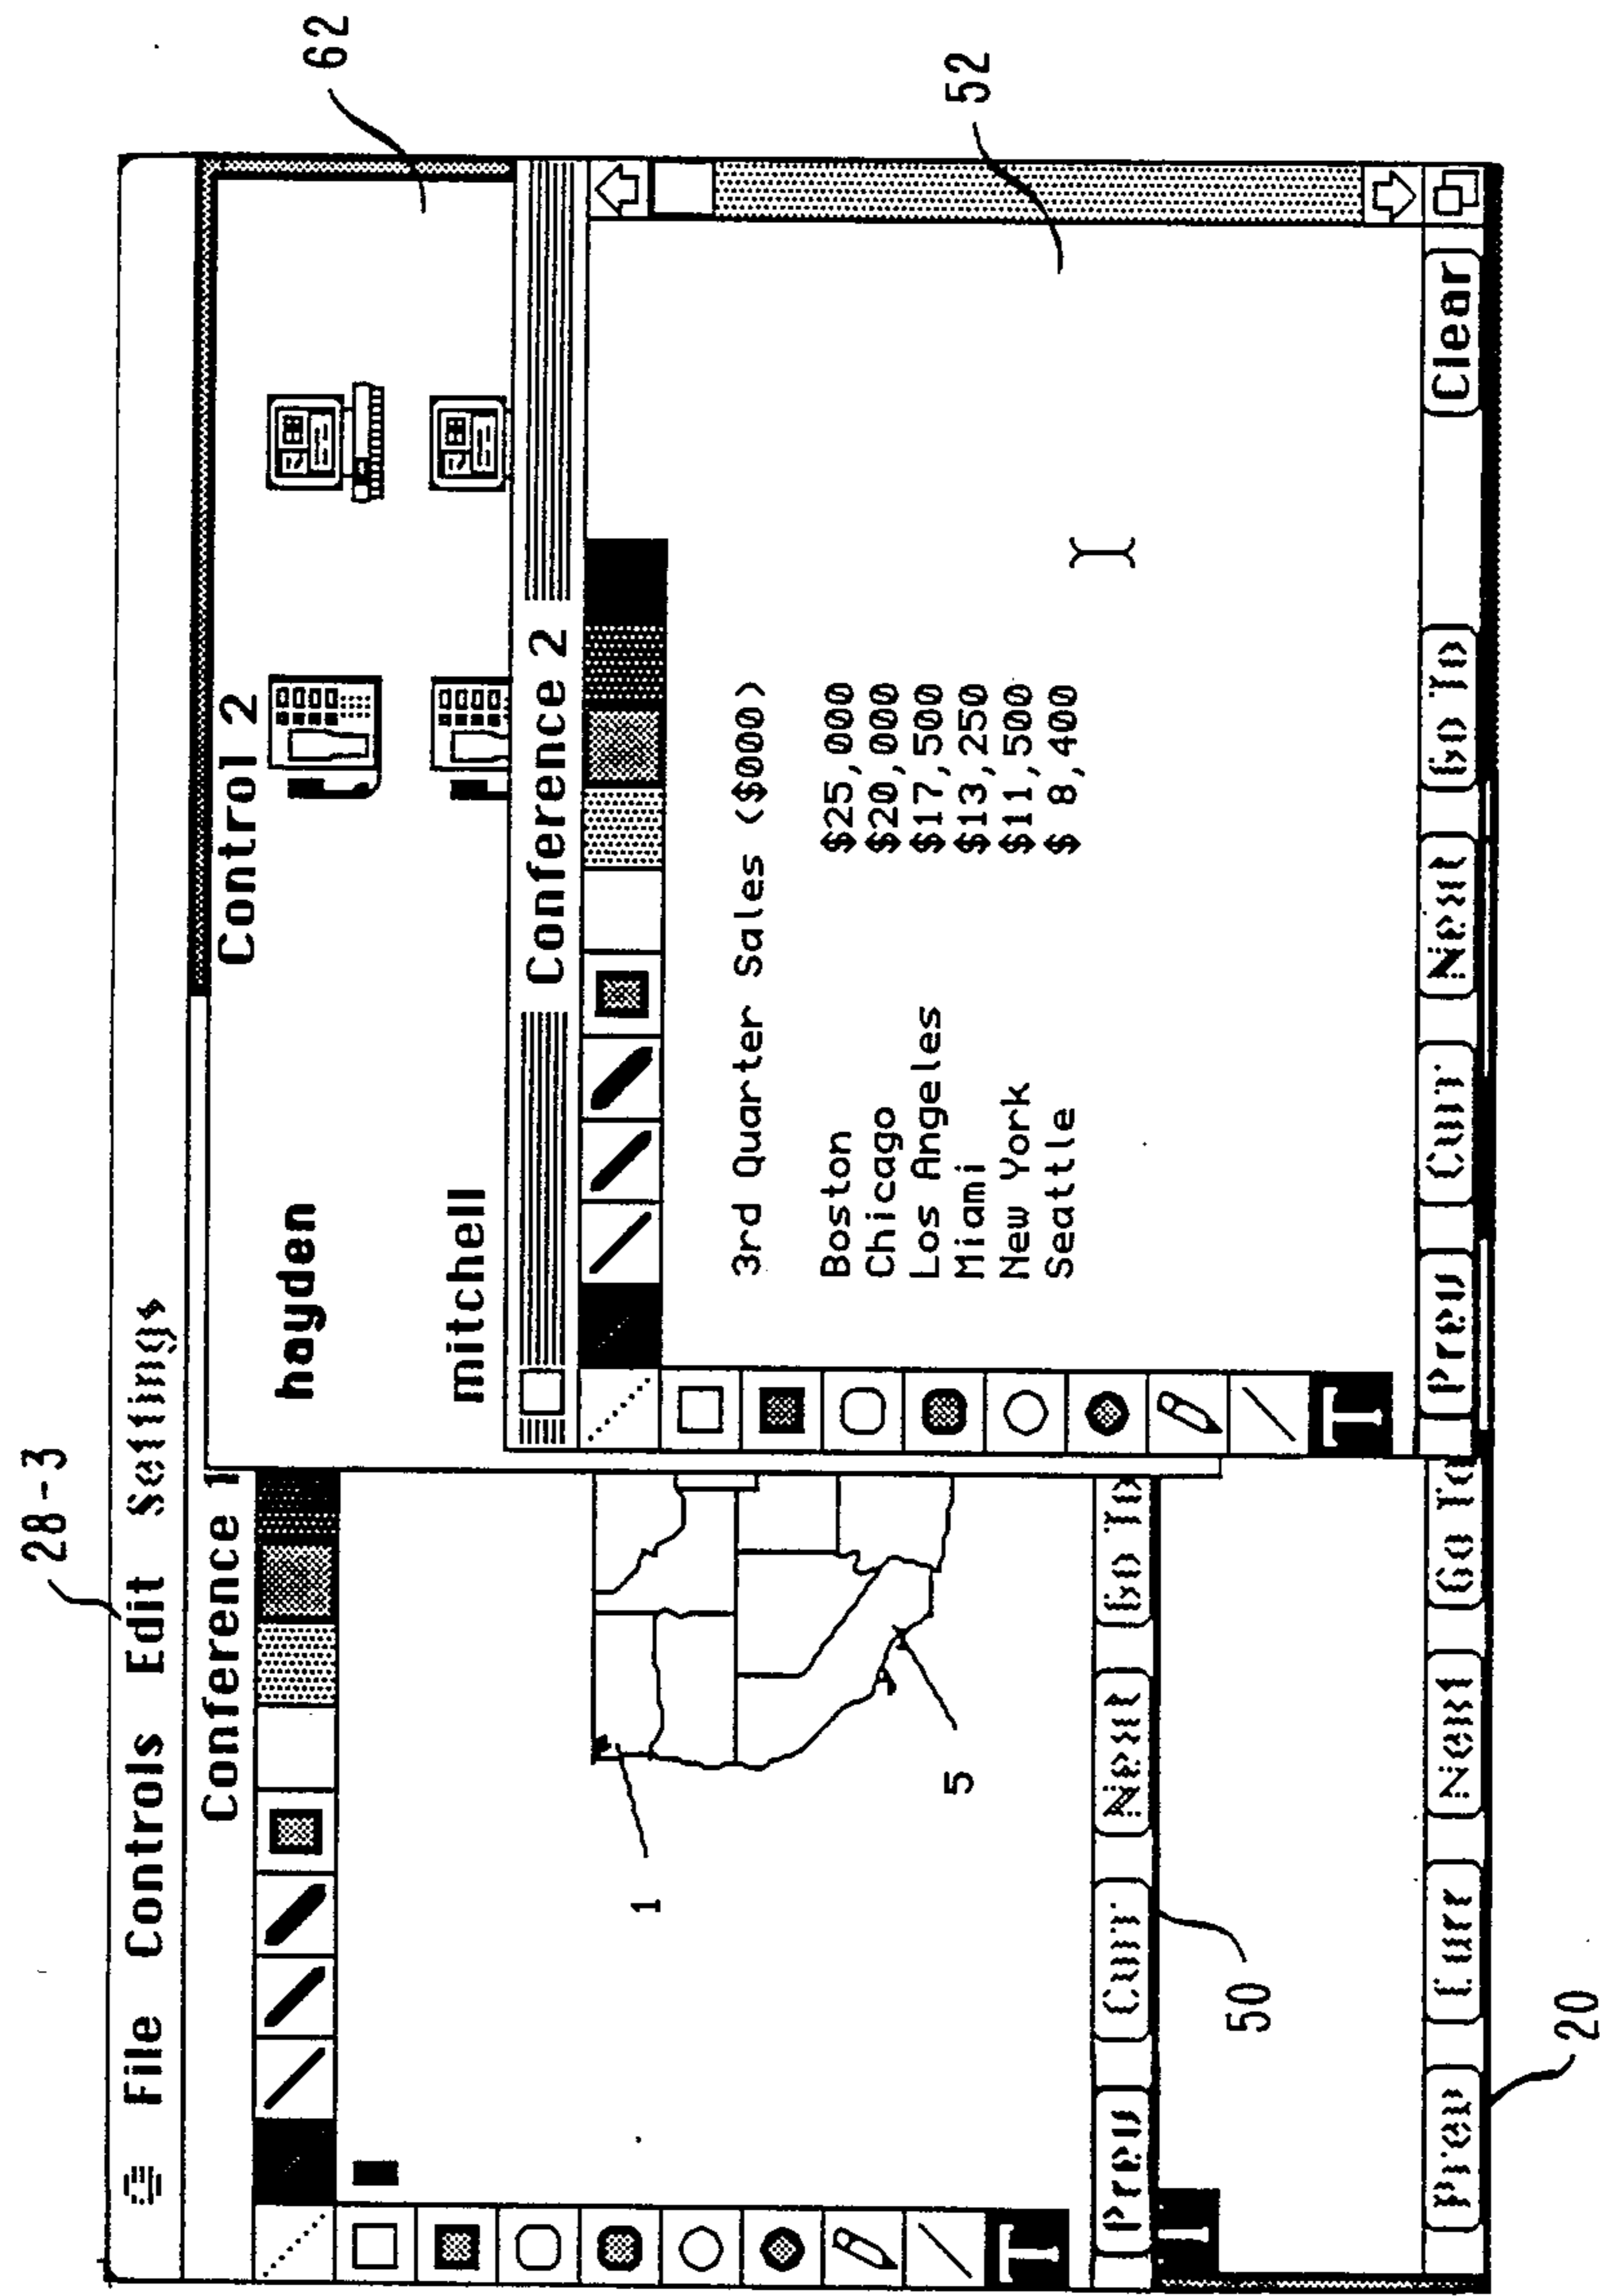 28-3
62
File Controls Edit Settings
Control 2
Conference 1
hayden
mitchell
Conference 2
52
3rd Quarter Sales ($000)
Boston $25,000
Chicago $20,000
Los Angeles $17,500
Miami $13,250
New York $11,500
Seattle $ 8,400
1
5
T
T
Prev Curr Next Go To
50
Prev Curr Next Go To
Clear
Prev Curr Next Go To
20